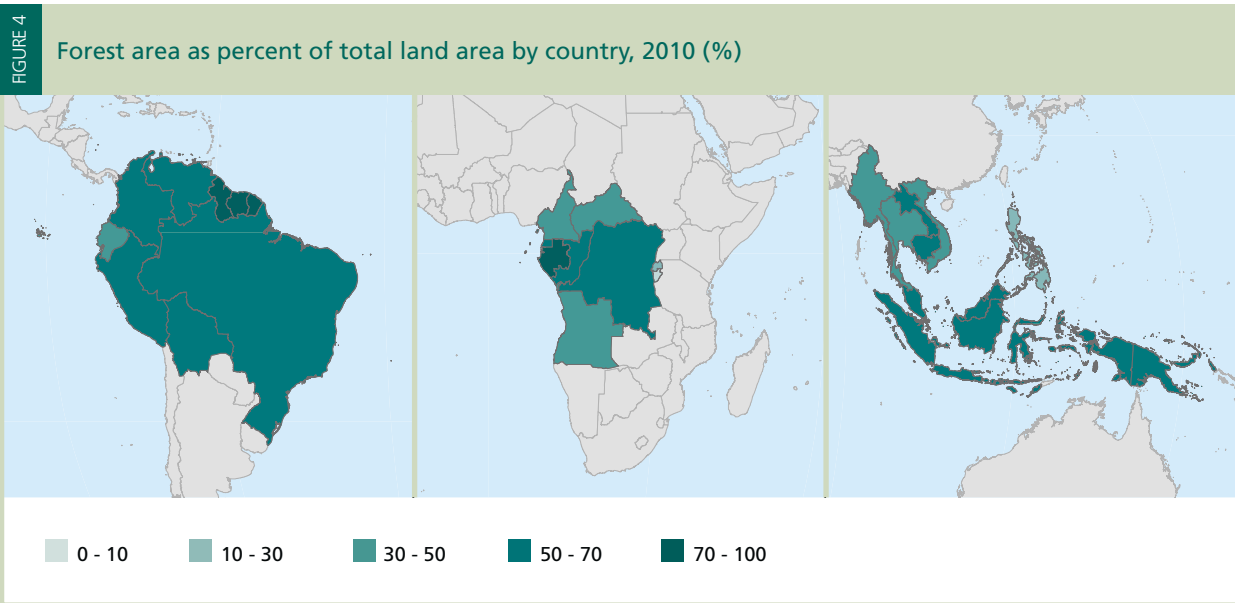 FIGURE 4
Forest area as percent of total land area by country, 2010 (%)
0 - 10
10 - 30
30 - 50
50 - 70
70 - 100